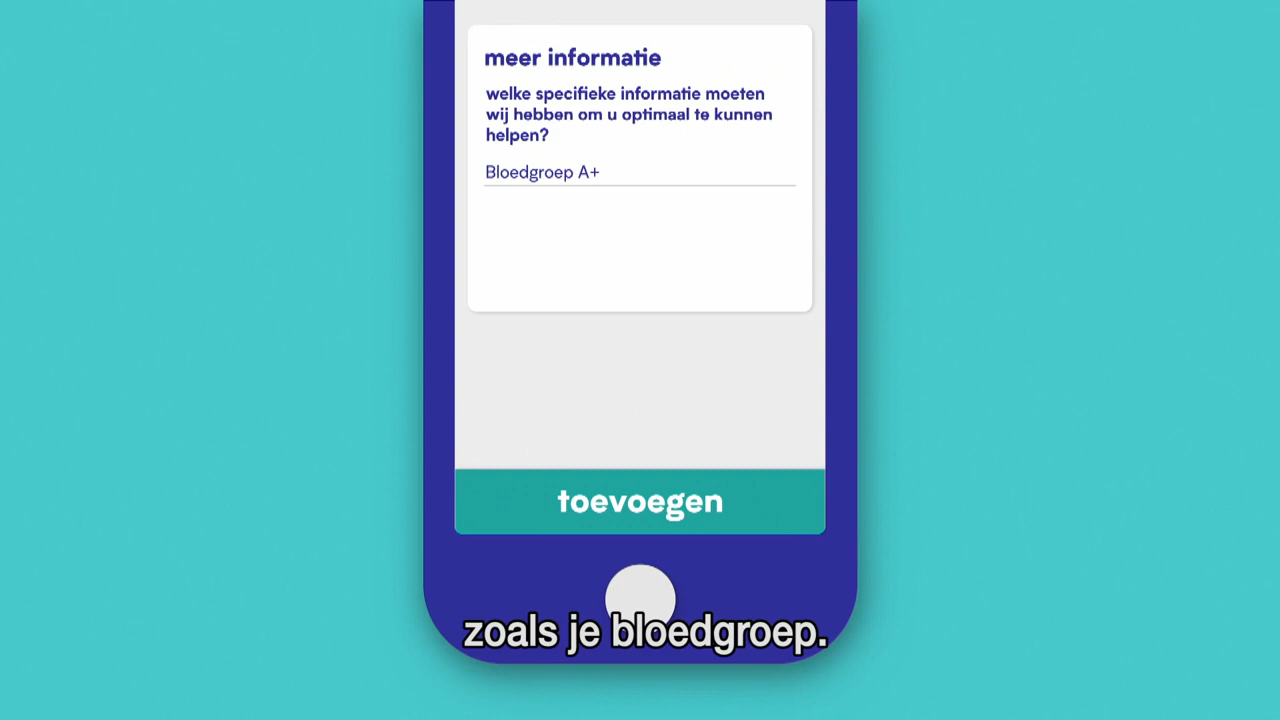 meer informatie
welke specifieke informatie moeten
wij hebben om u optimaal te kunnen
helpen?
Bloedgroep A+
toevoegen
zoals je bloedgroep.